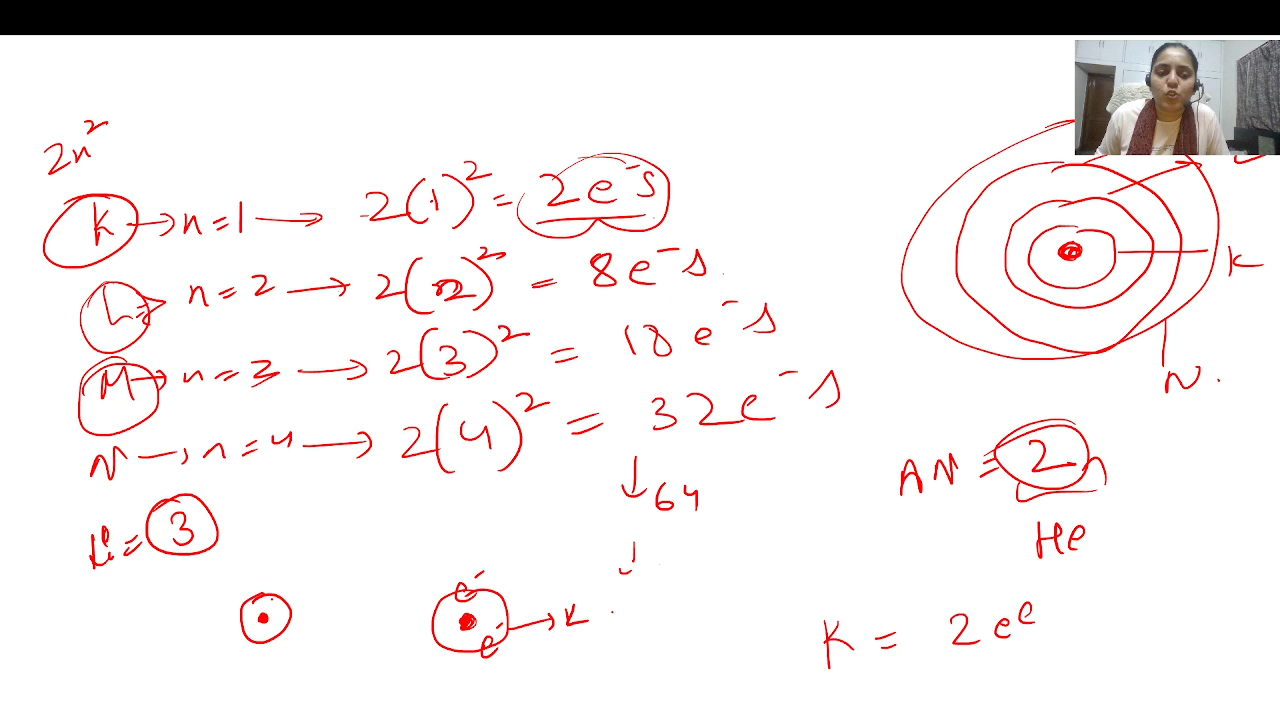 2n²
K → n=1 → 2(1)² = 2e⁻s
L → n=2 → 2(2)² = 8e⁻s
M → n=3 → 2(3)² = 18e⁻s
N → n=4 → 2(4)² = 32e⁻s
↓ 64
↓
Li = 3
e⁻
e⁻
→ K
K
N.
AN = 2
He
K = 2e